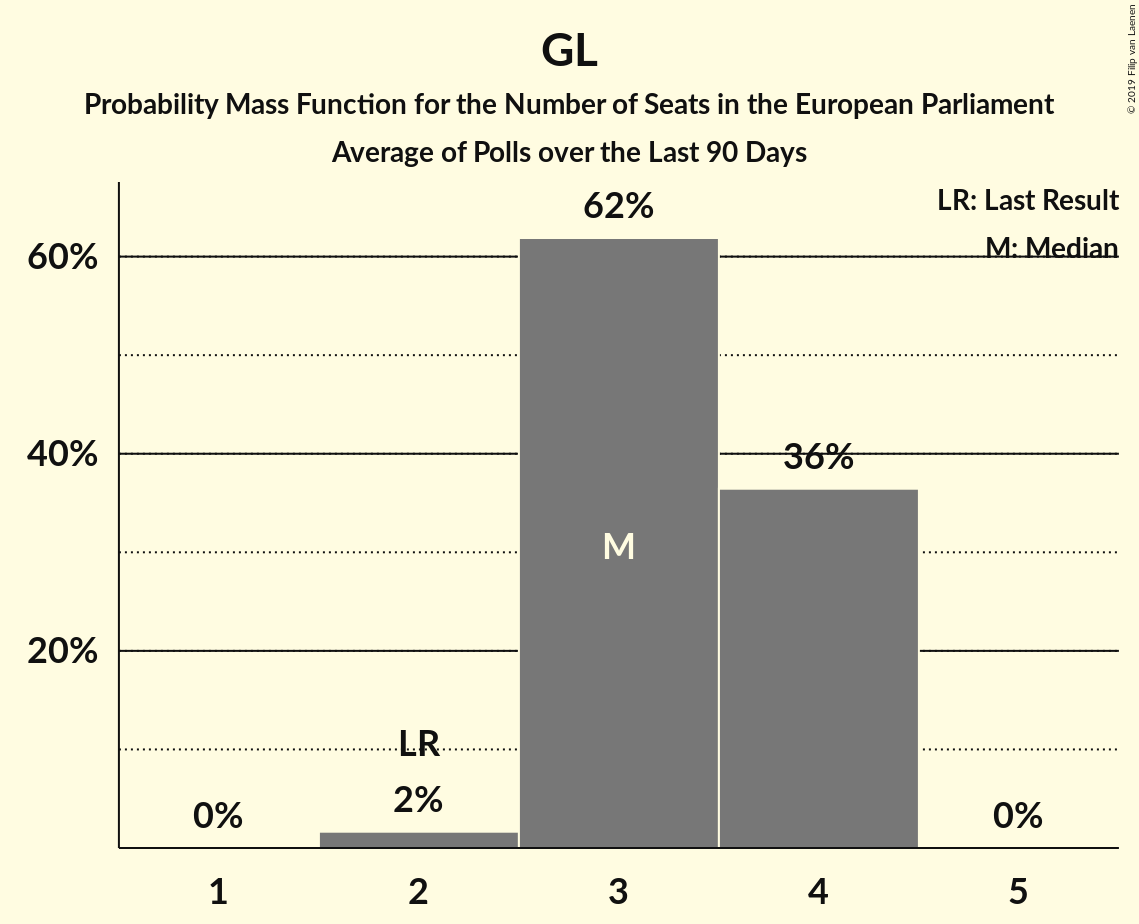 GL
Probability Mass Function for the Number of Seats in the European Parliament
Average of Polls over the Last 90 Days
© 2019 Filip van Laenen
LR: Last Result
M: Median
62%
60%
40%
36%
M
20%
LR
2%
0%
0%
1
2
3
4
5